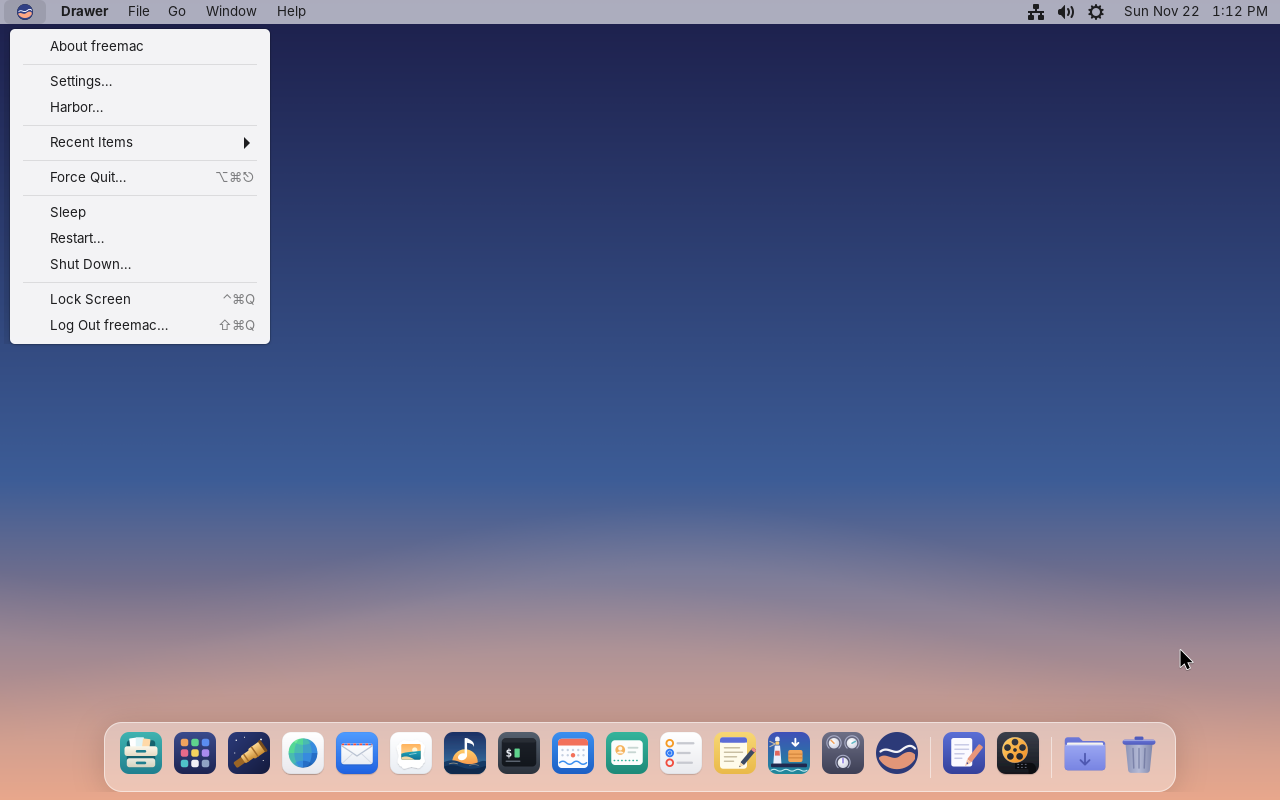 Drawer File Go Window Help Sun Nov 22 1:12 PM
About freemac
Settings...
Harbor...
Recent Items
Force Quit... ⌥⌘⎋
Sleep
Restart...
Shut Down...
Lock Screen ^⌘Q
Log Out freemac... ⇧⌘Q
$